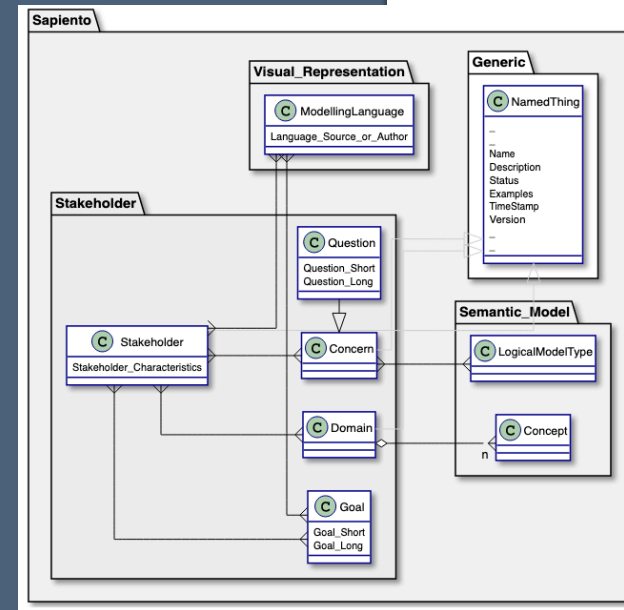 Sapiento
Visual_Representation
C ModellingLanguage
Language_Source_or_Author
Generic
C NamedThing
_
_
Name
Description
Status
Examples
TimeStamp
Version
_
_
Stakeholder
C Question
Question_Short
Question_Long
C Stakeholder
Stakeholder_Characteristics
C Concern
C Domain
C Goal
Goal_Short
Goal_Long
Semantic_Model
C LogicalModelType
C Concept
n